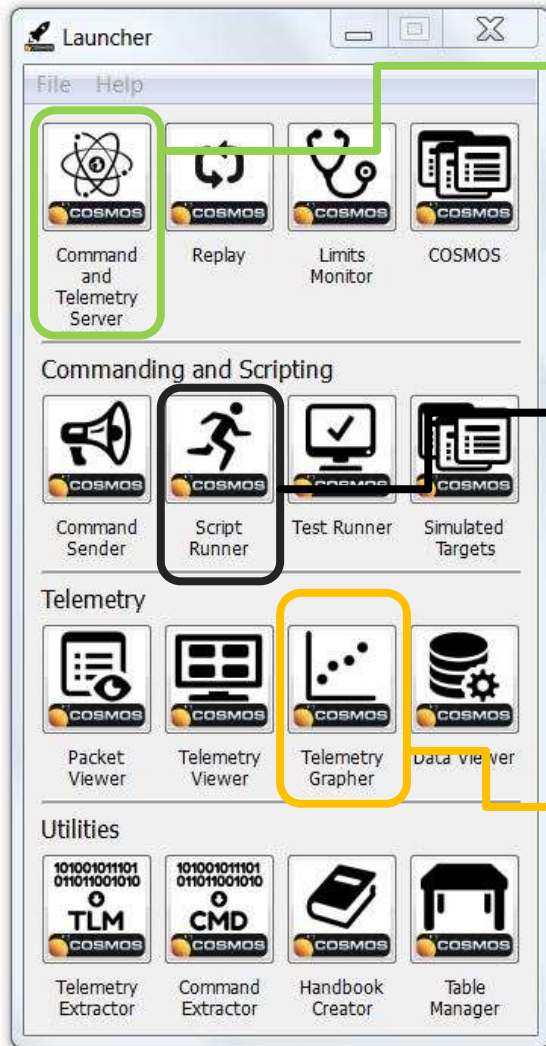 Launcher
File Help
COSMOS COSMOS COSMOS COSMOS
Command Replay Limits COSMOS
and Monitor
Telemetry
Server
Commanding and Scripting
COSMOS COSMOS COSMOS COSMOS
Command Script Test Runner Simulated
Sender Runner Targets
Telemetry
COSMOS COSMOS COSMOS COSMOS
Packet Telemetry Telemetry Data Viewer
Viewer Viewer Grapher
Utilities
101001011101 101001011101
011011001010 011011001010
TLM CMD
COSMOS COSMOS COSMOS COSMOS
Telemetry Command Handbook Table
Extractor Extractor Creator Manager